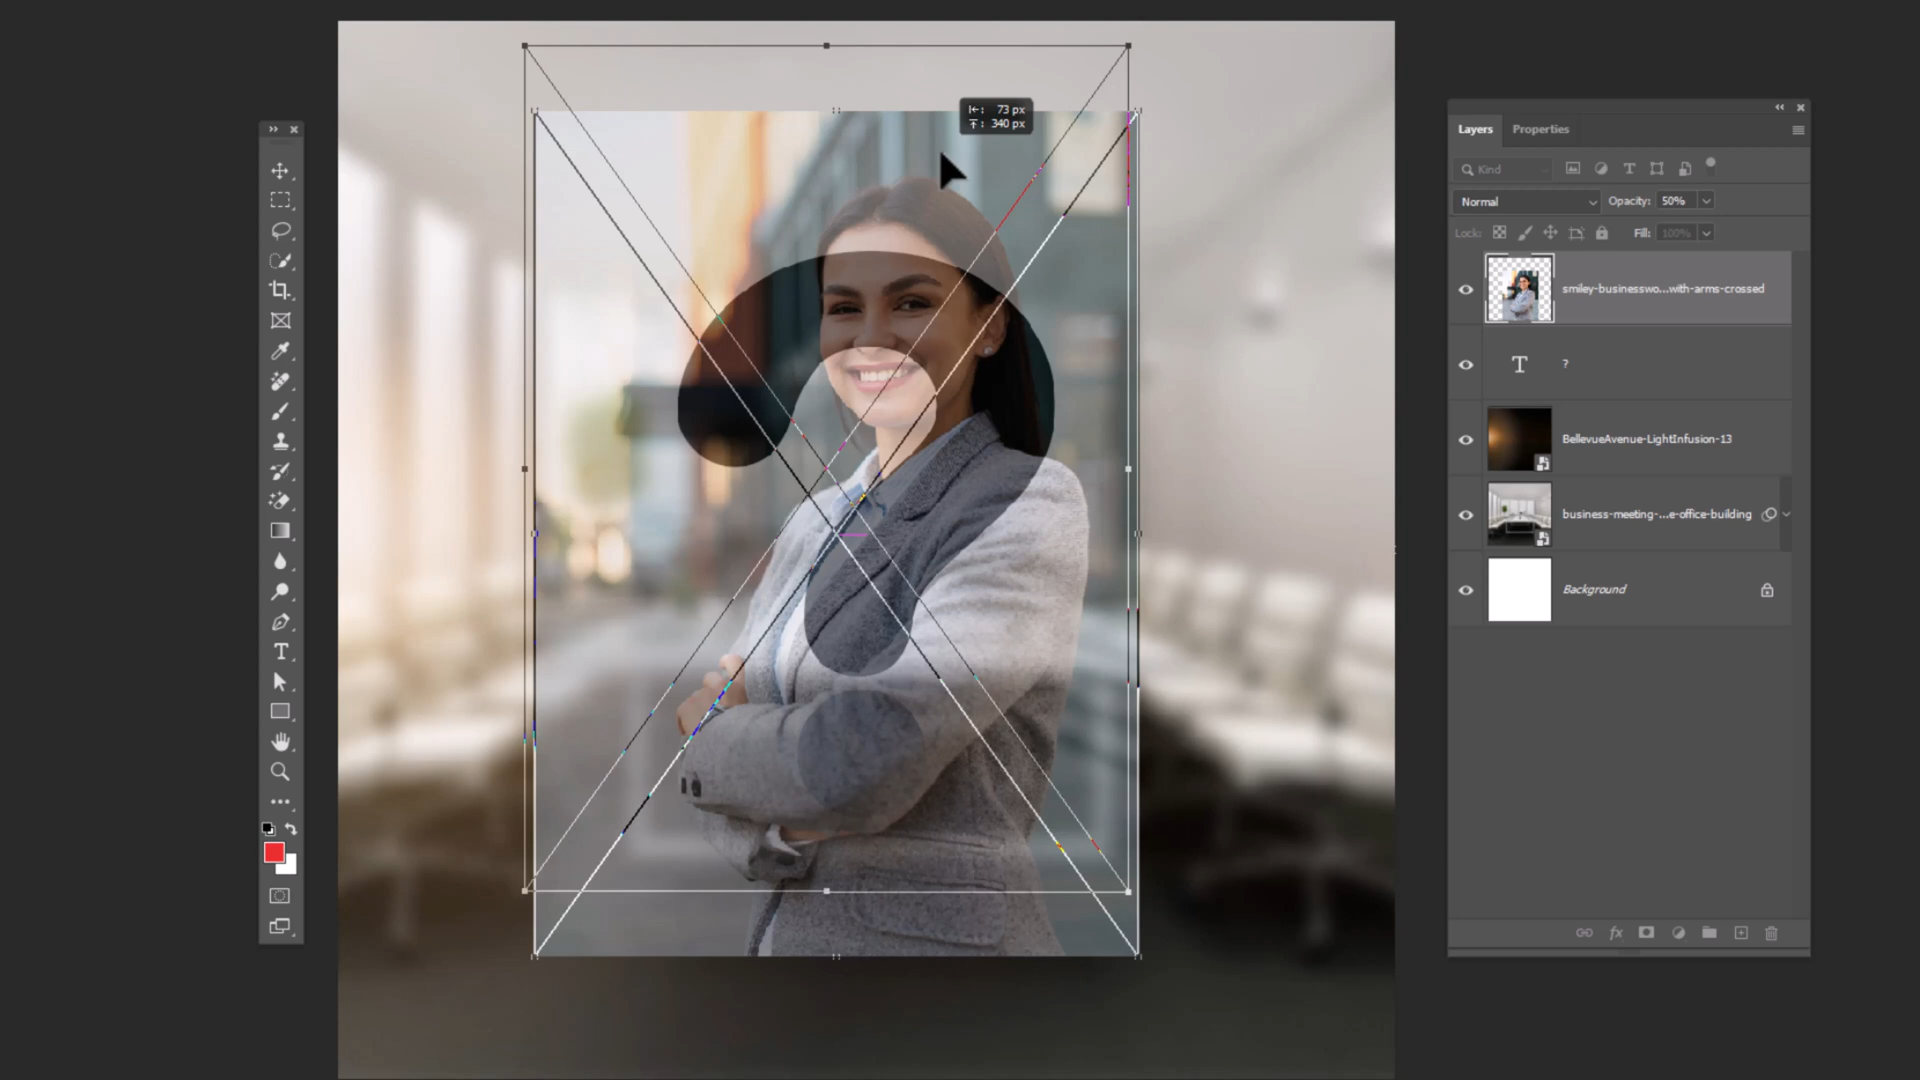 73 px
340 px
Layers Properties
Kind
Normal Opacity: 50%
Lock: Fill: 100%
smiley-businesswo...with-arms-crossed
T ?
BellevueAvenue-LightInfusion-13
business-meeting-...e-office-building
Background
fx
T
?